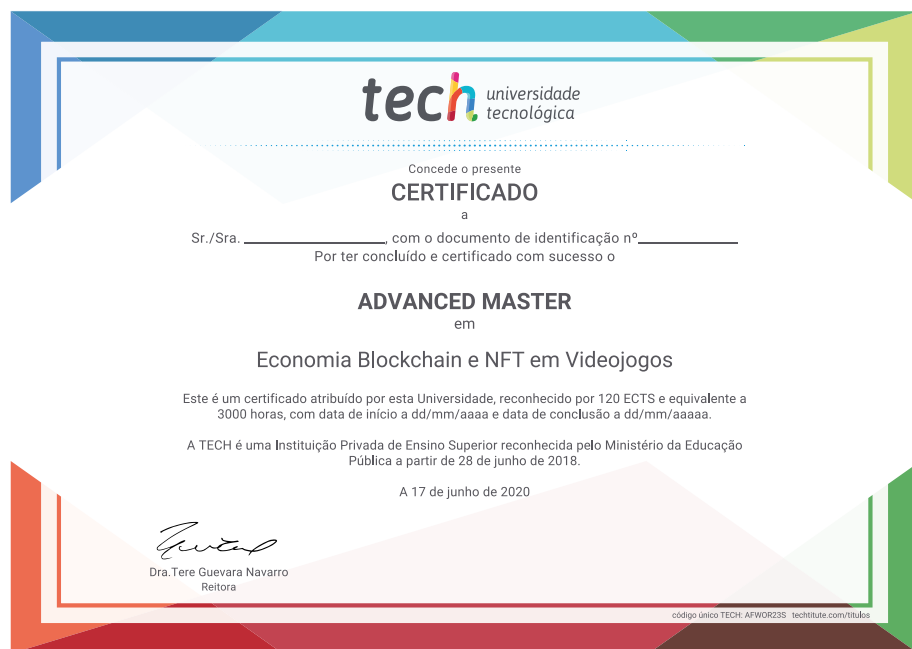 tech universidade
tecnológica
Concede o presente
CERTIFICADO
a
Sr./Sra. ________________, com o documento de identificação nº____________
Por ter concluído e certificado com sucesso o
ADVANCED MASTER
em
Economia Blockchain e NFT em Videojogos
Este é um certificado atribuído por esta Universidade, reconhecido por 120 ECTS e equivalente a
3000 horas, com data de início a dd/mm/aaaa e data de conclusão a dd/mm/aaaaa.
A TECH é uma Instituição Privada de Ensino Superior reconhecida pelo Ministério da Educação
Pública a partir de 28 de junho de 2018.
A 17 de junho de 2020
Dra.Tere Guevara Navarro
Reitora
código único TECH: AFWOR23S techtitute.com/titulos